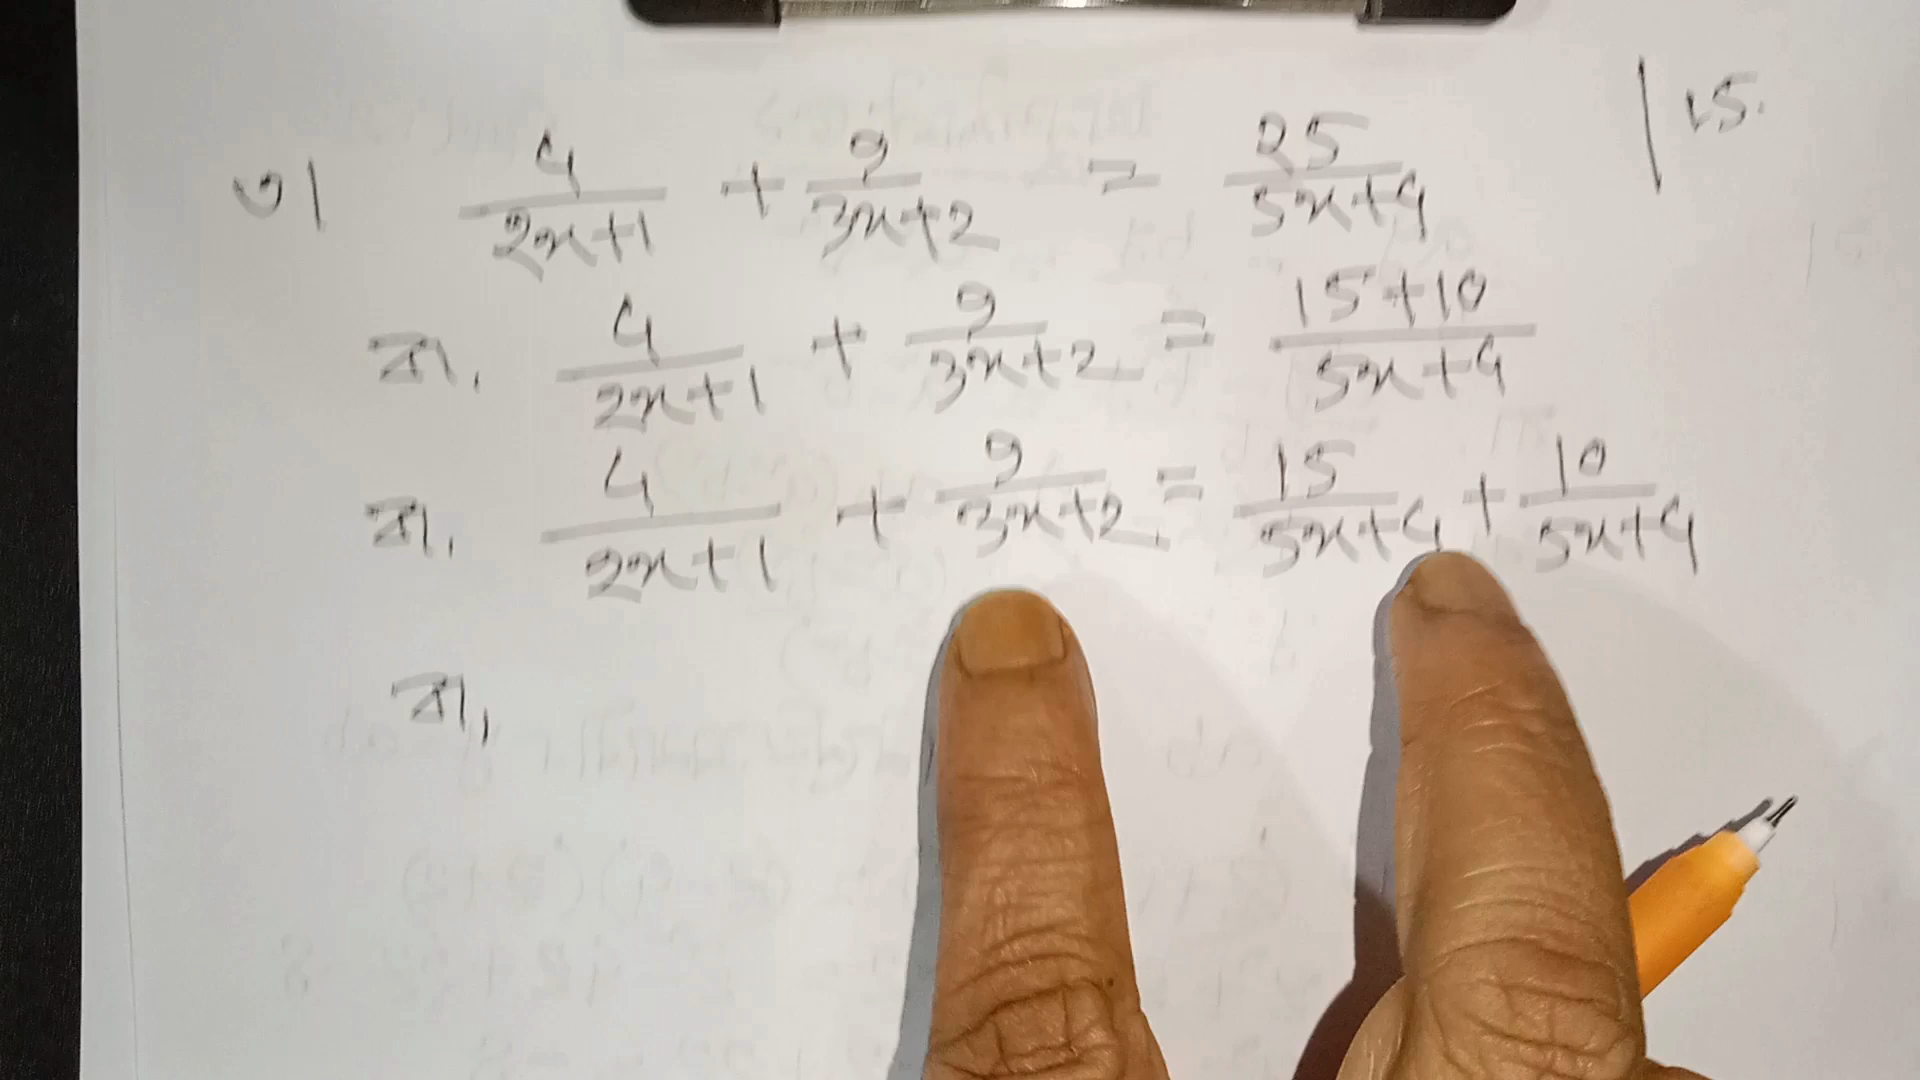 ৩। 4/(2x+1) + 9/(3x+2) = 25/(5x+4) | 15.
বা, 4/(2x+1) + 9/(3x+2) = (15+10)/(5x+4)
বা, 4/(2x+1) + 9/(3x+2) = 15/(5x+4) + 10/(5x+4)
বা,